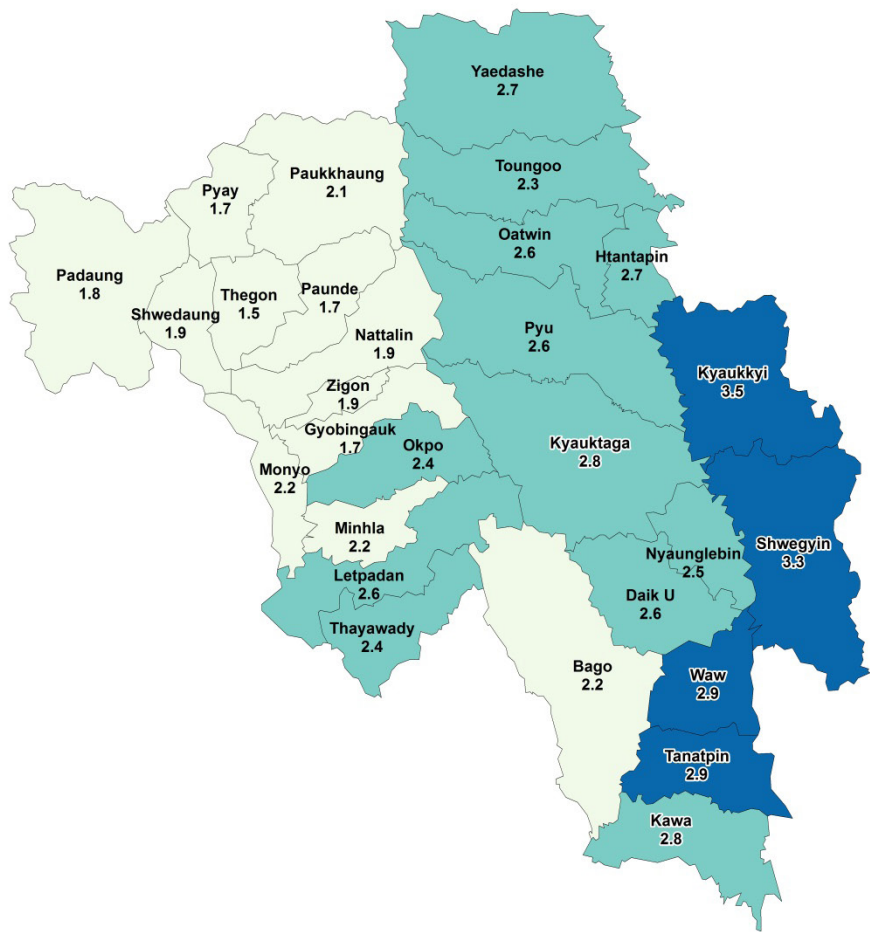 Yaedashe
2.7
Paukkhaung
2.1
Toungoo
2.3
Pyay
1.7
Oatwin
2.6
Htantapin
2.7
Padaung
1.8
Thegon
1.5
Paunde
1.7
Shwedaung
1.9
Pyu
2.6
Nattalin
1.9
Kyaukkyi
3.5
Zigon
1.9
Gyobingauk
1.7
Okpo
2.4
Kyauktaga
2.8
Monyo
2.2
Minhla
2.2
Nyaunglebin
2.5
Shwegyin
3.3
Letpadan
2.6
Daik U
2.6
Thayawady
2.4
Bago
2.2
Waw
2.9
Tanatpin
2.9
Kawa
2.8